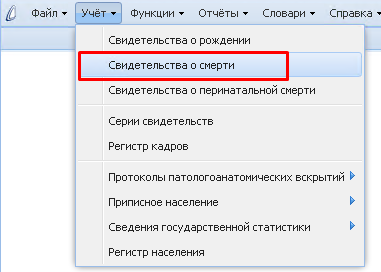 Файл Учёт Функции Отчёты Словари Справка
Свидетельства о рождении
Свидетельства о смерти
Свидетельства о перинатальной смерти
Серии свидетельств
Регистр кадров
Протоколы патологоанатомических вскрытий
Приписное население
Сведения государственной статистики
Регистр населения